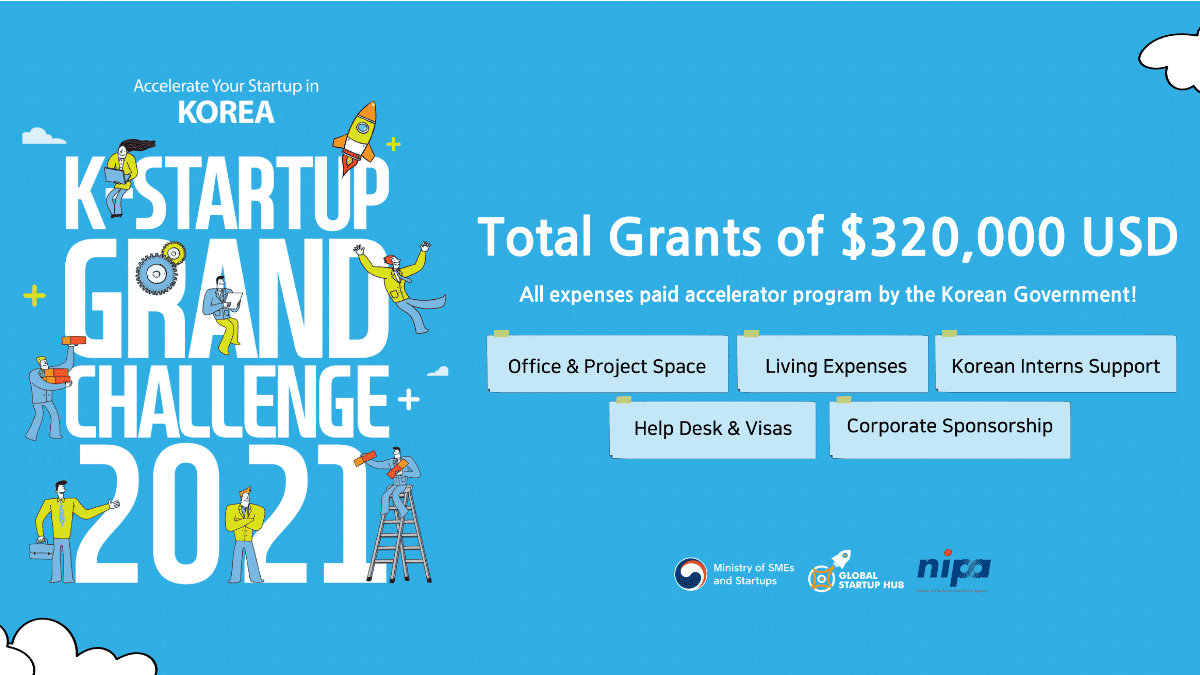 Accelerate Your Startup in
KOREA
K-STARTUP
GRAND
CHALLENGE
2021
Total Grants of $320,000 USD
All expenses paid accelerator program by the Korean Government!
Office & Project Space
Living Expenses
Korean Interns Support
Help Desk & Visas
Corporate Sponsorship
Ministry of SMEs
and Startups
GLOBAL
STARTUP HUB
nipa